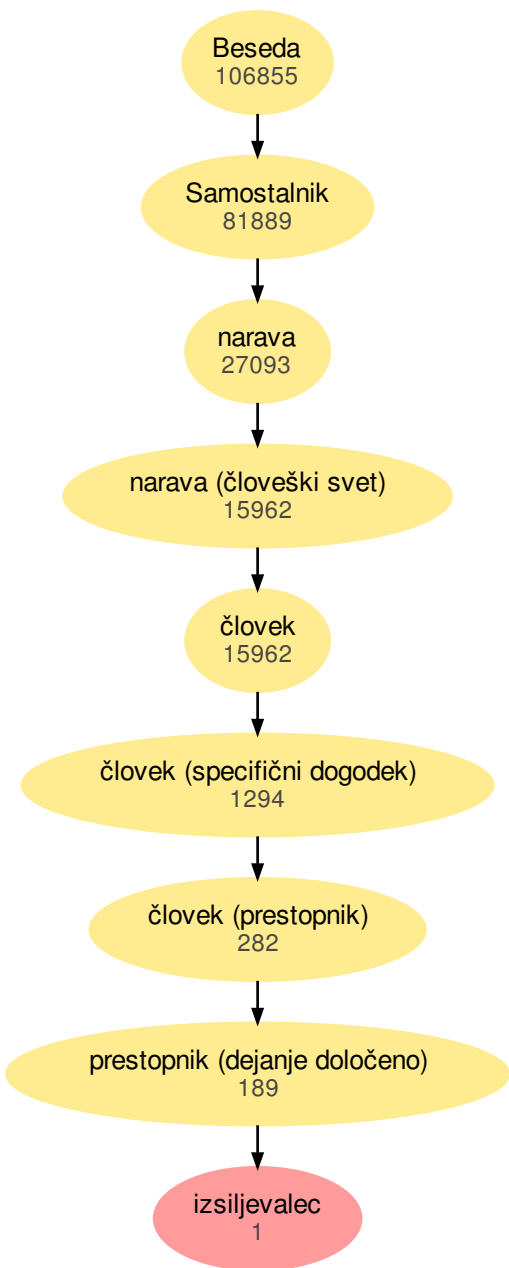 Beseda
106855
Samostalnik
81889
narava
27093
narava (človeški svet)
15962
človek
15962
človek (specifični dogodek)
1294
človek (prestopnik)
282
prestopnik (dejanje določeno)
189
izsiljevalec
1